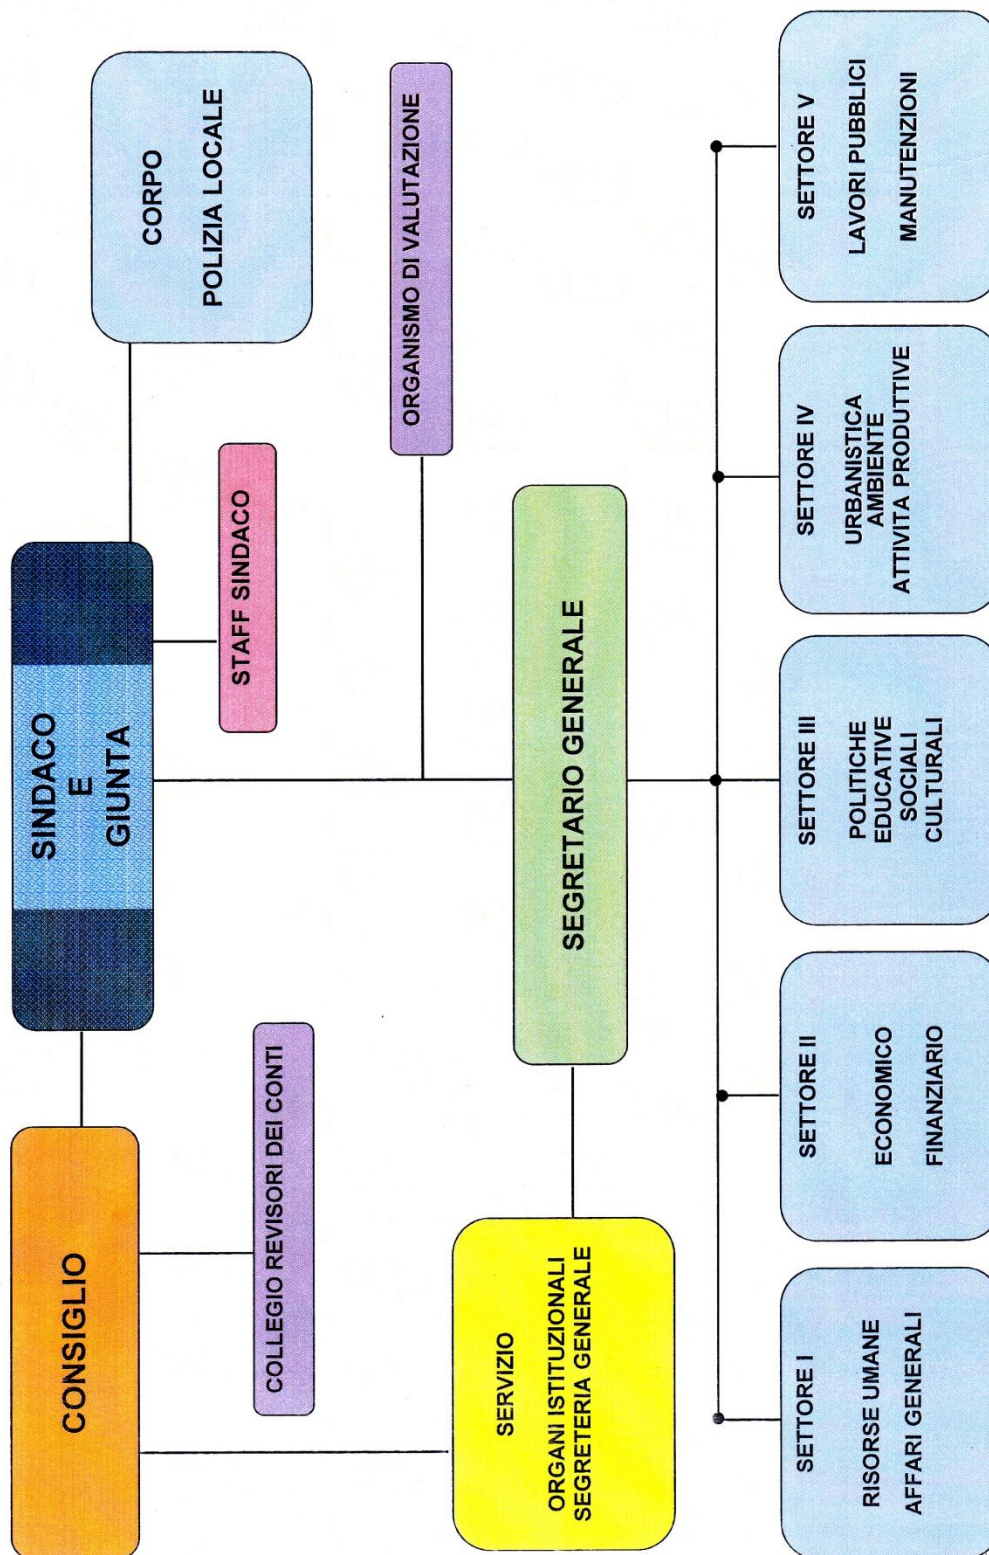 CONSIGLIO
SINDACO
E
GIUNTA
CORPO
POLIZIA LOCALE
STAFF SINDACO
COLLEGIO REVISORI DEI CONTI
ORGANISMO DI VALUTAZIONE
SERVIZIO
ORGANI ISTITUZIONALI
SEGRETERIA GENERALE
SEGRETARIO GENERALE
SETTORE I
RISORSE UMANE
AFFARI GENERALI
SETTORE II
ECONOMICO
FINANZIARIO
SETTORE III
POLITICHE
EDUCATIVE
SOCIALI
CULTURALI
SETTORE IV
URBANISTICA
AMBIENTE
ATTIVITA PRODUTTIVE
SETTORE V
LAVORI PUBBLICI
MANUTENZIONI